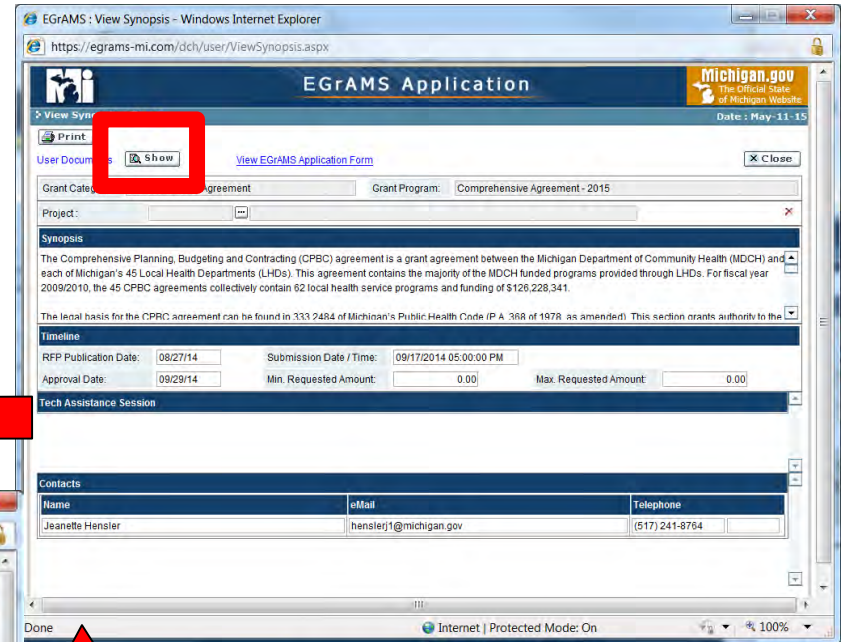 EGrAMS : View Synopsis - Windows Internet Explorer
https://egrams-mi.com/dch/user/ViewSynopsis.aspx
EGrAMS Application
Michigan.gov
The Official State
of Michigan Website
View Date : May-11-15
Print
User Show View EGrAMS Application Form X Close
Grant Agreement Grant Program: Comprehensive Agreement - 2015
Project :
Synopsis
The Comprehensive Planning, Budgeting and Contracting (CPBC) agreement is a grant agreement between the Michigan Department of Community Health (MDCH) and
each of Michigan's 45 Local Health Departments (LHDs). This agreement contains the majority of the MDCH funded programs provided through LHDs. For fiscal year
2009/2010, the 45 CPBC agreements collectively contain 62 local health service programs and funding of $126,228,341.
The legal basis for the CPBC agreement can be found in 333.2484 of Michigan's Public Health Code (P.A. 368 of 1978, as amended). This section grants authority to the
Timeline
RFP Publication Date: 08/27/14 Submission Date / Time: 09/17/2014 05:00:00 PM
Approval Date: 09/29/14 Min. Requested Amount: 0.00 Max. Requested Amount: 0.00
Tech Assistance Session
Contacts
Name eMail Telephone
Jeanette Hensler henslerj1@michigan.gov (517) 241-8764
Done Internet | Protected Mode: On 100%